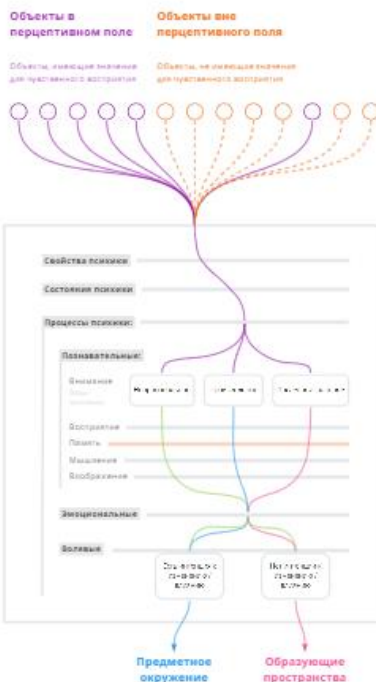 Объекты в
перцептивном поле
Объекты вне
перцептивного поля
Объекты, имеющие значение
для чувственного восприятия
Объекты, не имеющие значения
для чувственного восприятия
Свойства психики
Состояния психики
Процессы психики:
Познавательные:
Внимание
Восприятие
Память
Мышление
Воображение
Эмоциональные
Волевые
Предметное
окружение
Образующие
пространства